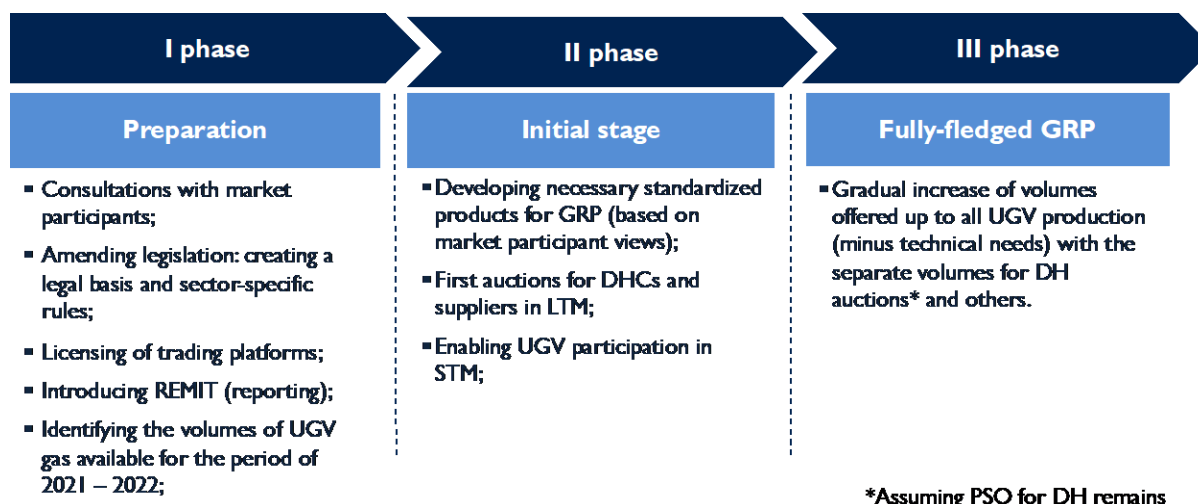 I phase
II phase
III phase
Preparation
Initial stage
Fully-fledged GRP
▪ Consultations with market
participants;
▪ Amending legislation: creating a
legal basis and sector-specific
rules;
▪ Licensing of trading platforms;
▪ Introducing REMIT (reporting);
▪ Identifying the volumes of UGV
gas available for the period of
2021 – 2022;
▪ Developing necessary standardized
products for GRP (based on
market participant views);
▪ First auctions for DHCs and
suppliers in LTM;
▪ Enabling UGV participation in
STM;
▪ Gradual increase of volumes
offered up to all UGV production
(minus technical needs) with the
separate volumes for DH
auctions* and others.
*Assuming PSO for DH remains